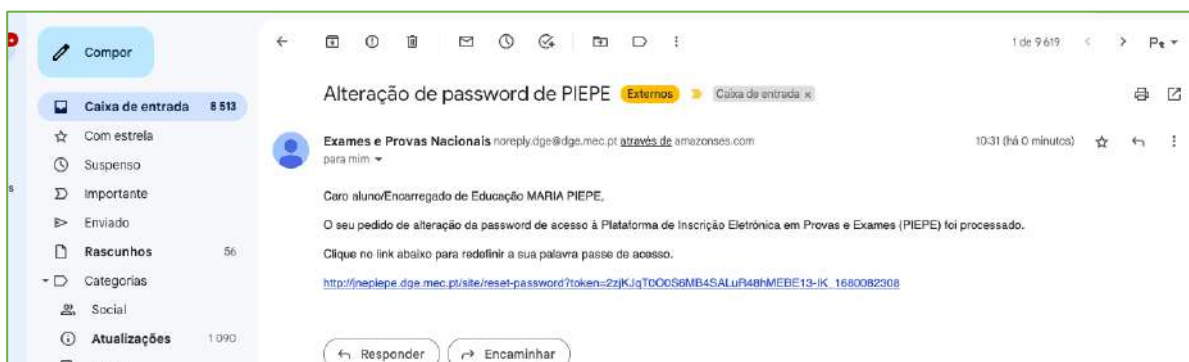 Compor
1 de 9 619
Alteração de password de PIEPE Externos Caixa de entrada x
Caixa de entrada 8 513
Com estrela
Suspenso
Importante
Enviado
Rascunhos 56
Categorias
Social
Atualizações 1 090
Exames e Provas Nacionais noreply.dge@dge.mec.pt através de amazonses.com 10:31 (há 0 minutos)
para mim
Caro aluno/Encarregado de Educação MARIA PIEPE,
O seu pedido de alteração da password de acesso à Plataforma de Inscrição Eletrónica em Provas e Exames (PIEPE) foi processado.
Clique no link abaixo para redefinir a sua palavra passe de acesso.
http://jnepiepe.dge.mec.pt/site/reset-password?token=2zjKJqT0O0S6MB4SALuR48hMEBE13-IK_1680082308
Responder Encaminhar